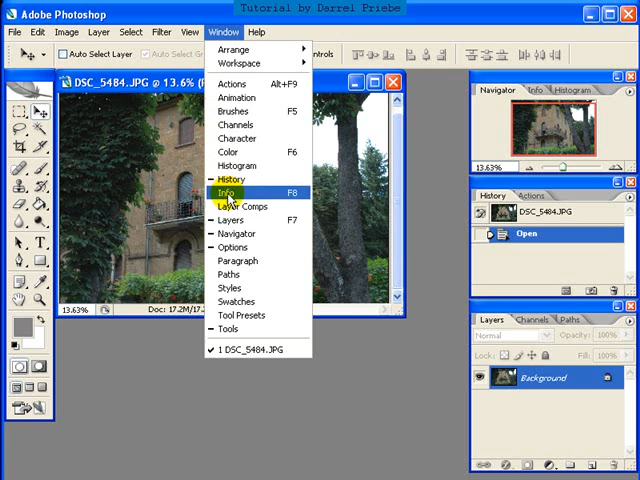 Tutorial by Darrel Priebe
Adobe Photoshop
File Edit Image Layer Select Filter View Window Help
Auto Select Layer
Auto Select Gr
ntrols
DSC_5484.JPG @ 13.6% (R
Arrange
Workspace
Actions Alt+F9
Animation
Brushes F5
Channels
Character
Color F6
Histogram
History
Info F8
Layer Comps
Layers F7
Navigator
Options
Paragraph
Paths
Styles
Swatches
Tool Presets
Tools
1 DSC_5484.JPG
13.63% Doc: 17.2M/17.
Navigator Info Histogram
13.63%
History Actions
DSC_5484.JPG
Open
Layers Channels Paths
Normal Opacity: 100%
Lock: Fill: 100%
Background